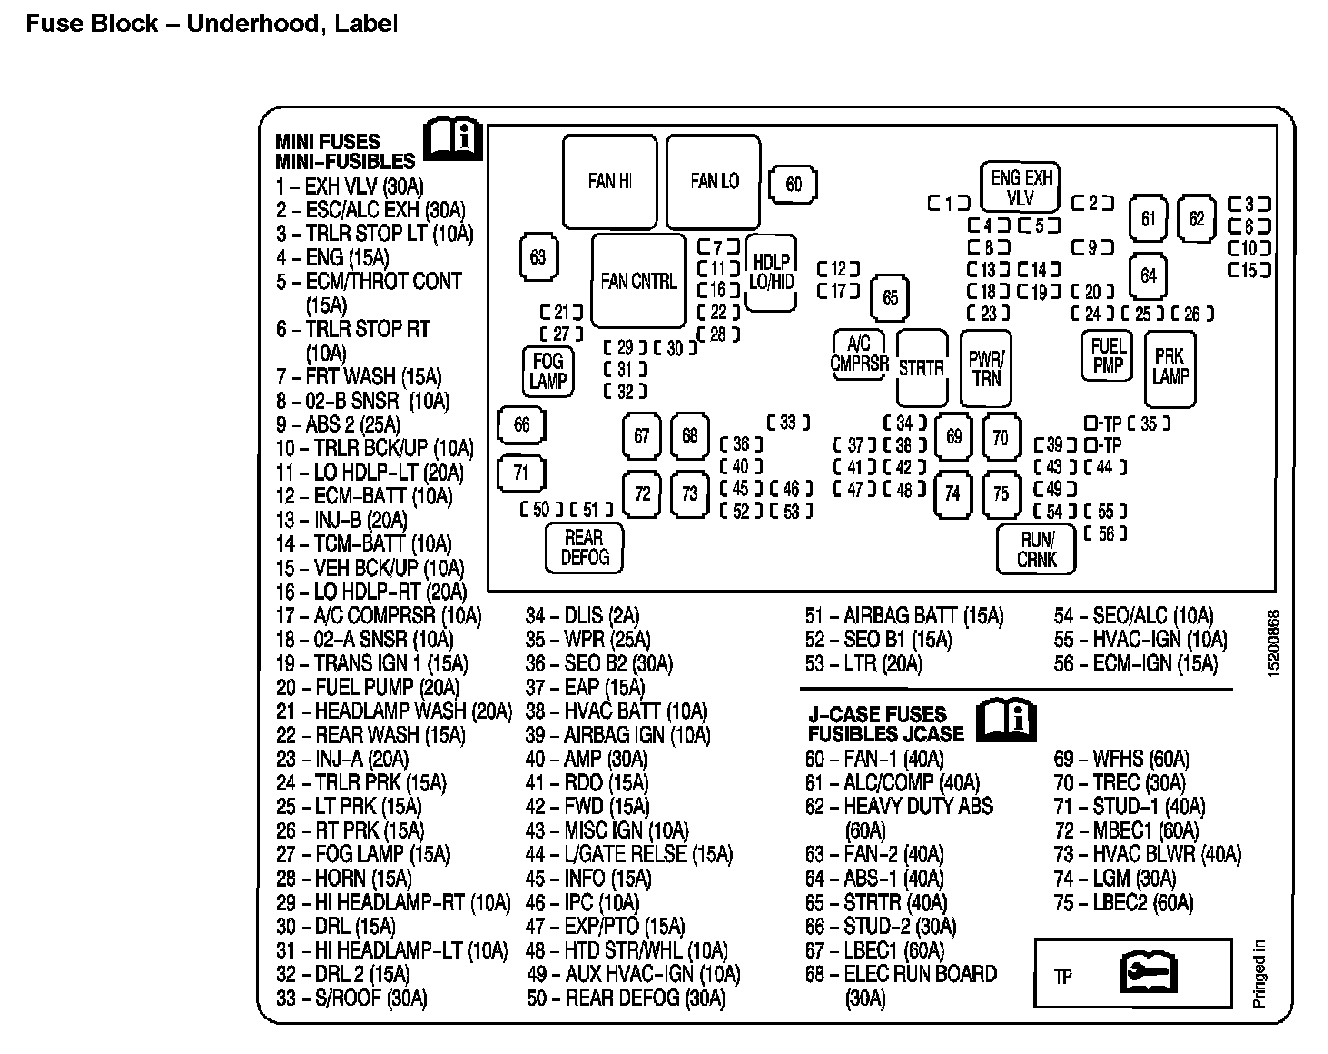 Fuse Block – Underhood, Label
MINI FUSES
MINI–FUSIBLES
1 – EXH VLV (30A)
2 – ESC/ALC EXH (30A)
3 – TRLR STOP LT (10A)
4 – ENG (15A)
5 – ECM/THROT CONT
(15A)
6 – TRLR STOP RT
(10A)
7 – FRT WASH (15A)
8 – 02–B SNSR (10A)
9 – ABS 2 (25A)
10 – TRLR BCK/UP (10A)
11 – LO HDLP–LT (20A)
12 – ECM–BATT (10A)
13 – INJ–B (20A)
14 – TCM–BATT (10A)
15 – VEH BCK/UP (10A)
16 – LO HDLP–RT (20A)
17 – A/C COMPRSR (10A)
18 – 02–A SNSR (10A)
19 – TRANS IGN 1 (15A)
20 – FUEL PUMP (20A)
21 – HEADLAMP WASH (20A)
22 – REAR WASH (15A)
23 – INJ–A (20A)
24 – TRLR PRK (15A)
25 – LT PRK (15A)
26 – RT PRK (15A)
27 – FOG LAMP (15A)
28 – HORN (15A)
29 – HI HEADLAMP–RT (10A)
30 – DRL (15A)
31 – HI HEADLAMP–LT (10A)
32 – DRL 2 (15A)
33 – S/ROOF (30A)
FAN HI
FAN LO
60
ENG EXH
VLV
1
2
61
62
3
4
5
6
63
FAN CNTRL
7
HDLP
LO/HID
8
9
10
11
12
13
14
64
15
16
17
65
18
19
20
21
22
23
24
25
26
27
28
FOG
LAMP
29
30
31
32
A/C
CMPRSR
STRTR
PWR/
TRN
FUEL
PMP
PRK
LAMP
66
67
68
33
34
69
70
TP
35
36
37
38
39
TP
71
40
41
42
43
44
72
73
45
46
47
48
74
75
49
50
51
52
53
54
55
REAR
DEFOG
RUN/
CRNK
56
34 – DLIS (2A)
35 – WPR (25A)
36 – SEO B2 (30A)
37 – EAP (15A)
38 – HVAC BATT (10A)
39 – AIRBAG IGN (10A)
40 – AMP (30A)
41 – RDO (15A)
42 – FWD (15A)
43 – MISC IGN (10A)
44 – L/GATE RELSE (15A)
45 – INFO (15A)
46 – IPC (10A)
47 – EXP/PTO (15A)
48 – HTD STR/WHL (10A)
49 – AUX HVAC–IGN (10A)
50 – REAR DEFOG (30A)
51 – AIRBAG BATT (15A)
52 – SEO B1 (15A)
53 – LTR (20A)
54 – SEO/ALC (10A)
55 – HVAC–IGN (10A)
56 – ECM–IGN (15A)
J–CASE FUSES
FUSIBLES JCASE
60 – FAN–1 (40A)
61 – ALC/COMP (40A)
62 – HEAVY DUTY ABS
(60A)
63 – FAN–2 (40A)
64 – ABS–1 (40A)
65 – STRTR (40A)
66 – STUD–2 (30A)
67 – LBEC1 (60A)
68 – ELEC RUN BOARD
(30A)
69 – WFHS (60A)
70 – TREC (30A)
71 – STUD–1 (40A)
72 – MBEC1 (60A)
73 – HVAC BLWR (40A)
74 – LGM (30A)
75 – LBEC2 (60A)
TP
15200868
Pringed in